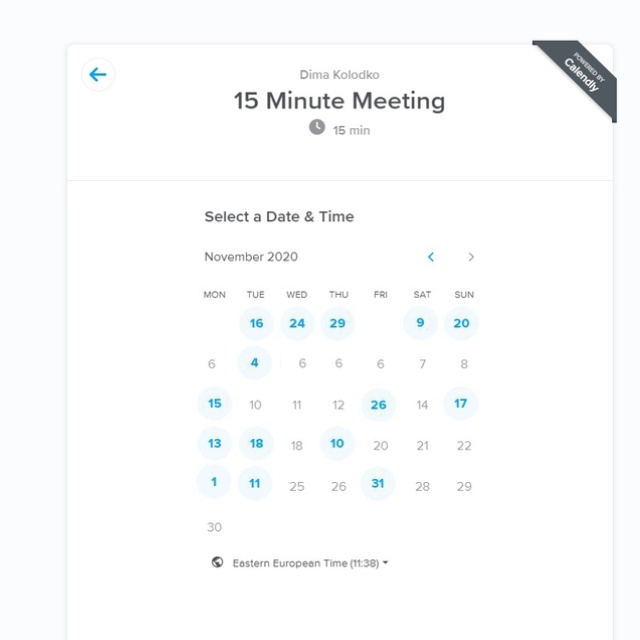 POWERED BY
Calendly
Dima Kolodko
15 Minute Meeting
15 min
Select a Date & Time
November 2020
MON TUE WED THU FRI SAT SUN
16 24 29 9 20
6 4 6 6 6 7 8
15 10 11 12 26 14 17
13 18 18 10 20 21 22
1 11 25 26 31 28 29
30
Eastern European Time (11:38)